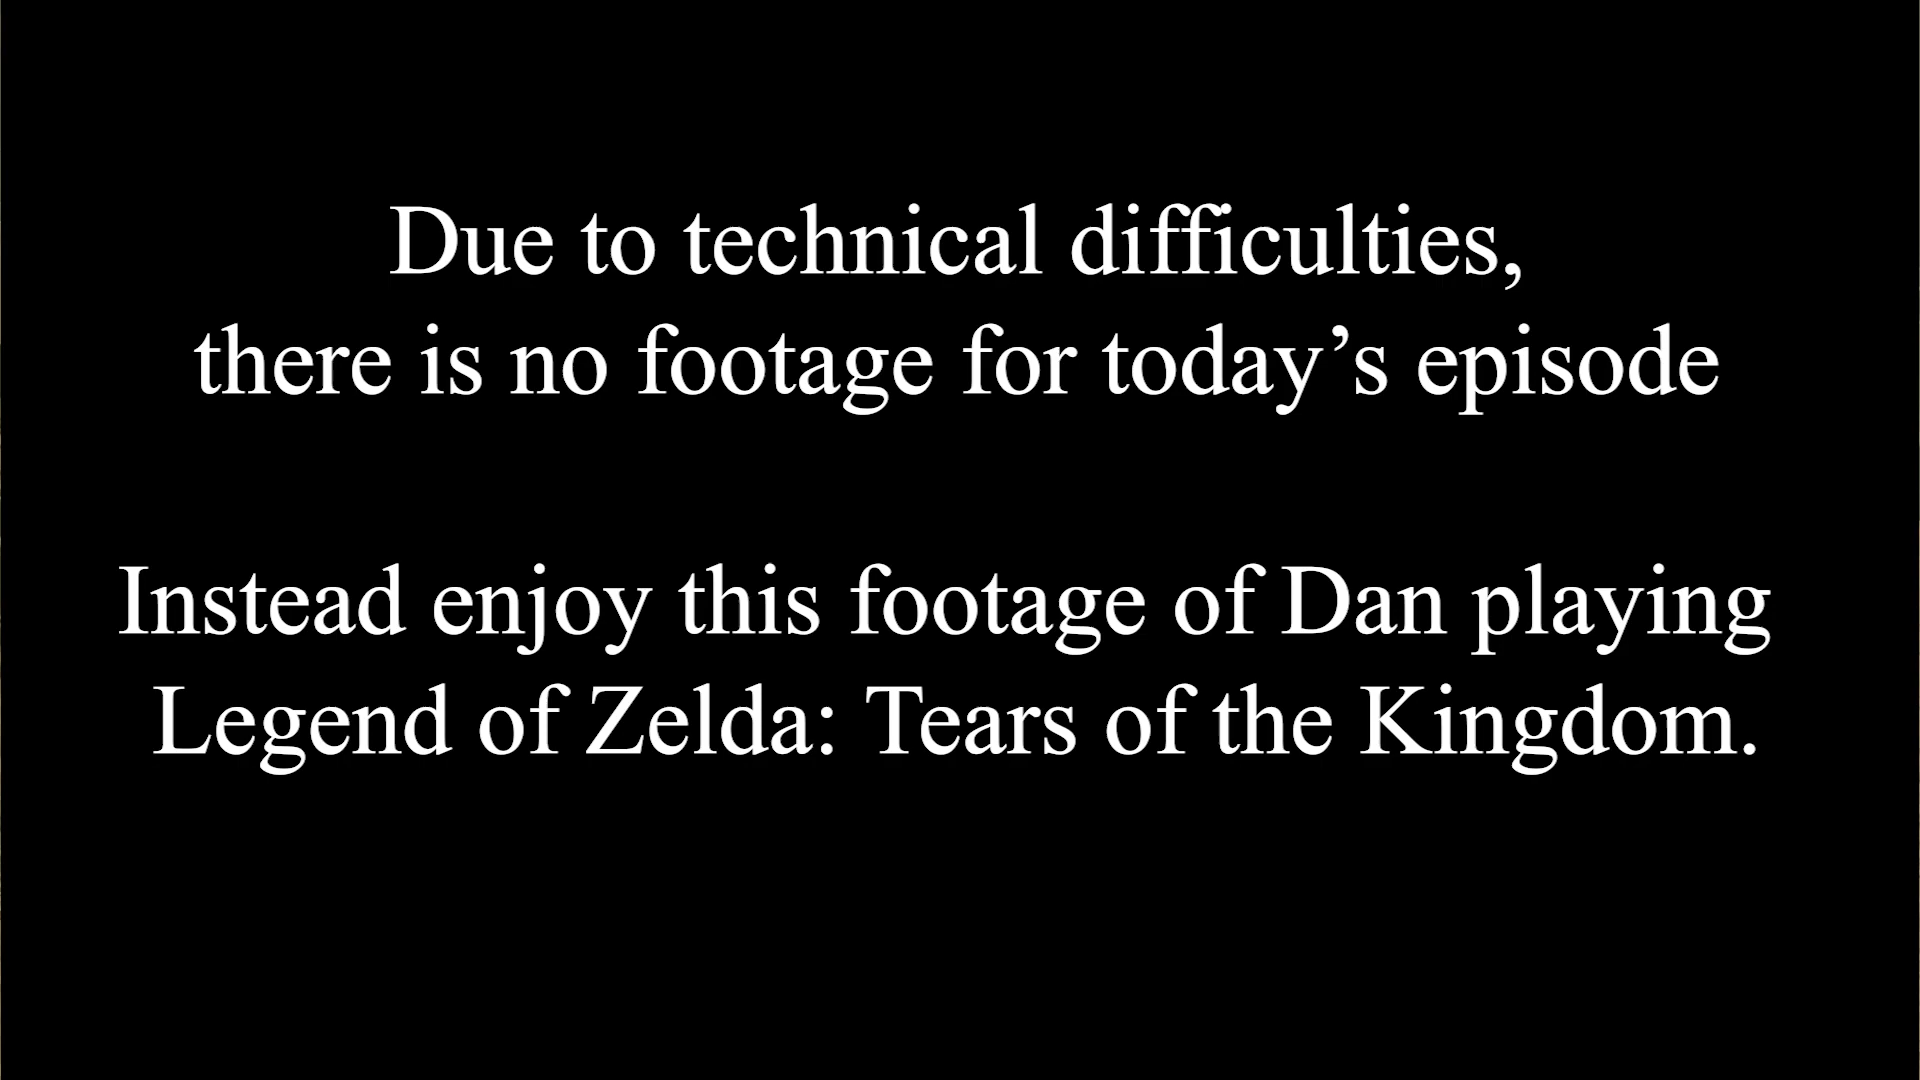 Due to technical difficulties,
there is no footage for today’s episode
Instead enjoy this footage of Dan playing
Legend of Zelda: Tears of the Kingdom.